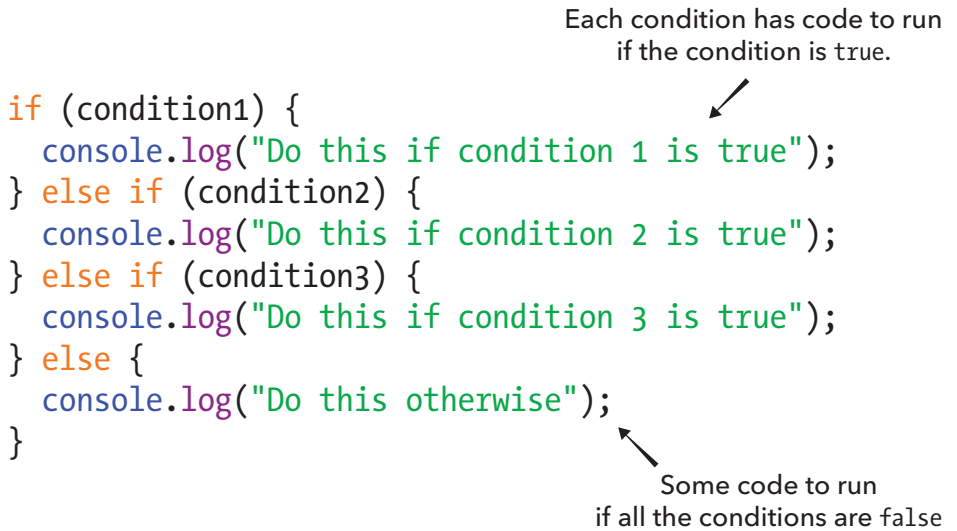 Each condition has code to run
if the condition is true.
if (condition1) {
  console.log("Do this if condition 1 is true");
} else if (condition2) {
  console.log("Do this if condition 2 is true");
} else if (condition3) {
  console.log("Do this if condition 3 is true");
} else {
  console.log("Do this otherwise");
}
Some code to run
if all the conditions are false